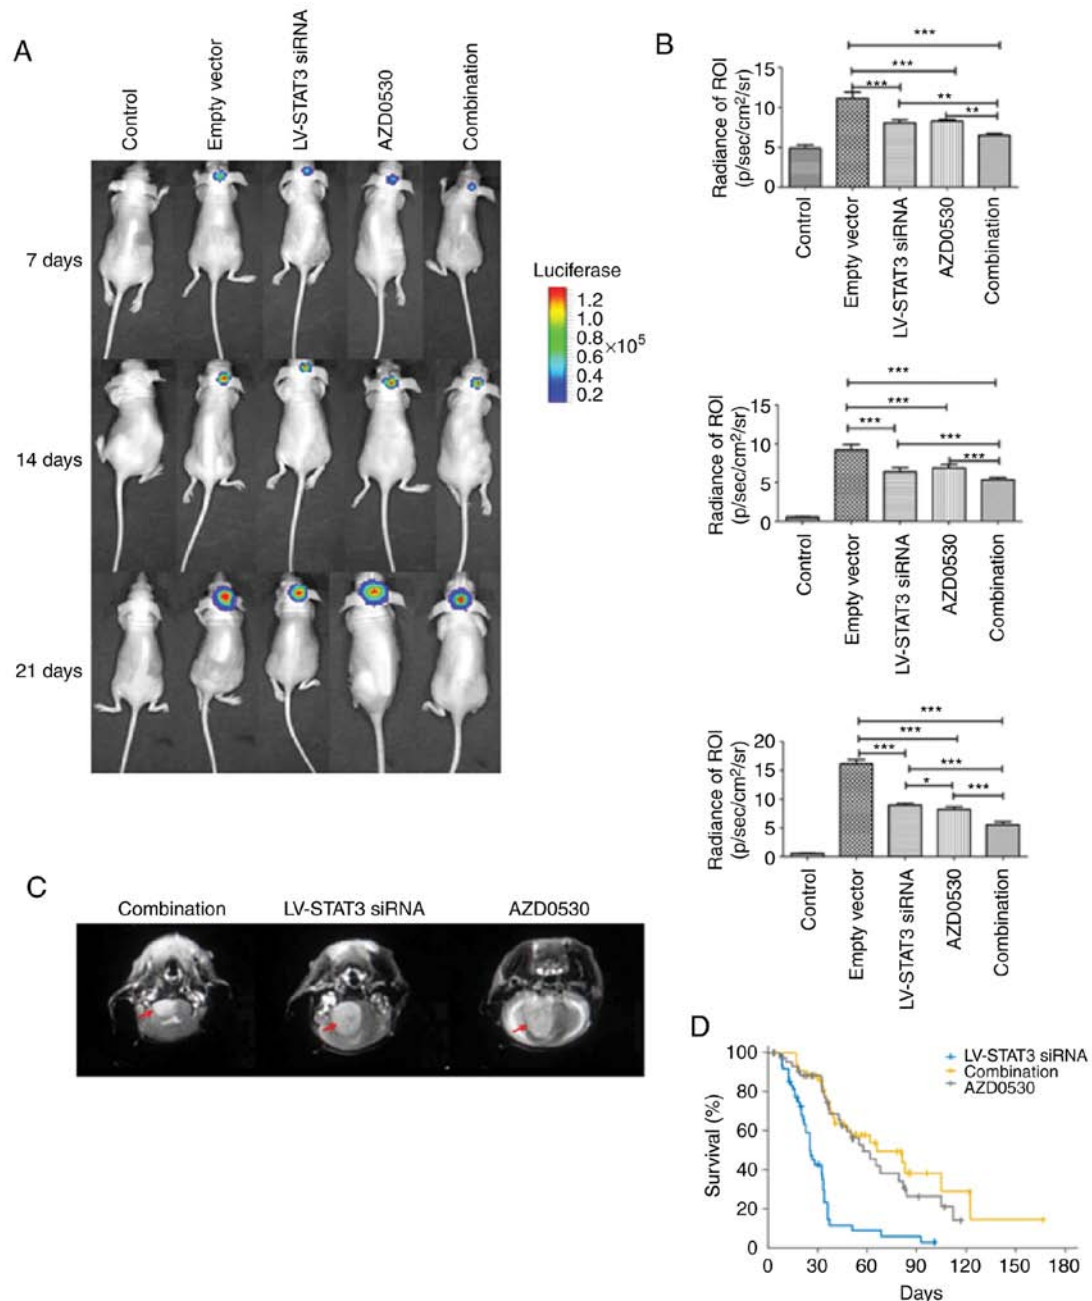 A
Control
Empty vector
LV-STAT3 siRNA
AZD0530
Combination
7 days
14 days
21 days
Luciferase
1.2
1.0
0.8
0.6
0.4
0.2
×10⁵
B
***
***
***
**
**
Radiance of ROI
(p/sec/cm²/sr)
15
10
5
0
Control
Empty vector
LV-STAT3 siRNA
AZD0530
Combination
***
***
***
***
***
Radiance of ROI
(p/sec/cm²/sr)
15
10
5
0
Control
Empty vector
LV-STAT3 siRNA
AZD0530
Combination
***
***
***
***
*
***
Radiance of ROI
(p/sec/cm²/sr)
20
15
10
5
0
Control
Empty vector
LV-STAT3 siRNA
AZD0530
Combination
C
Combination
LV-STAT3 siRNA
AZD0530
D
LV-STAT3 siRNA
Combination
AZD0530
Survival (%)
100
80
60
40
20
0
0 30 60 90 120 150 180
Days